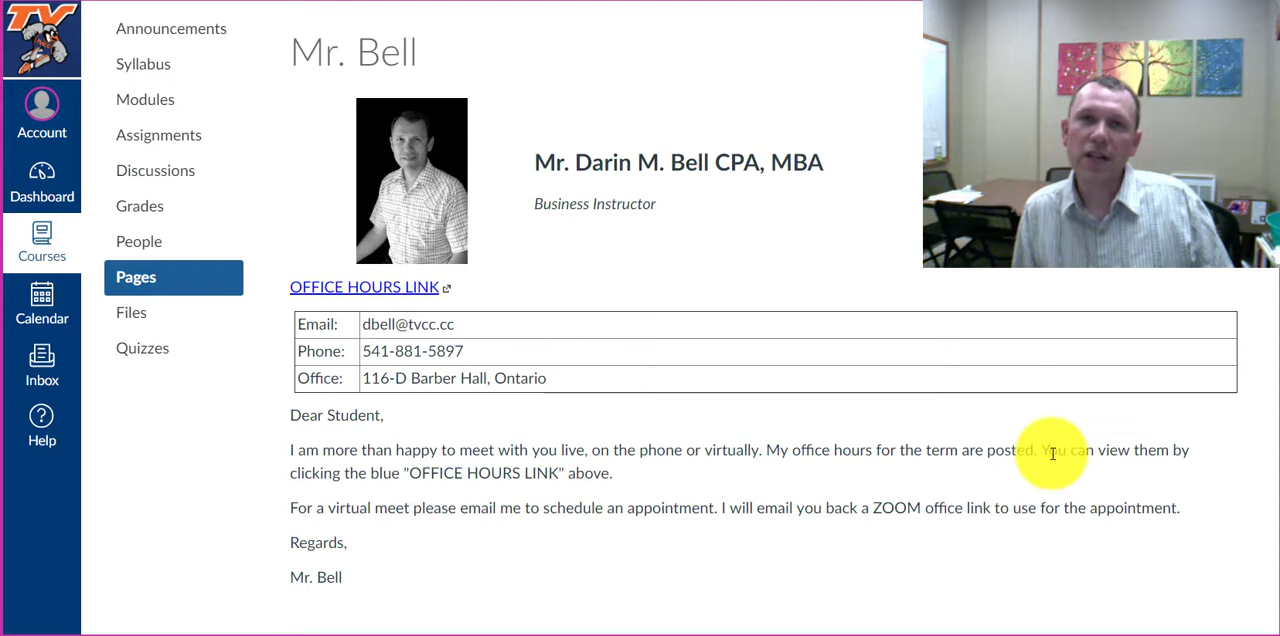 TV
Account
Dashboard
Courses
Calendar
Inbox
Help
Announcements
Syllabus
Modules
Assignments
Discussions
Grades
People
Pages
Files
Quizzes
Mr. Bell
Mr. Darin M. Bell CPA, MBA
Business Instructor
OFFICE HOURS LINK
Email: dbell@tvcc.cc
Phone: 541-881-5897
Office: 116-D Barber Hall, Ontario
Dear Student,
I am more than happy to meet with you live, on the phone or virtually. My office hours for the term are posted. You can view them by
clicking the blue "OFFICE HOURS LINK" above.
For a virtual meet please email me to schedule an appointment. I will email you back a ZOOM office link to use for the appointment.
Regards,
Mr. Bell